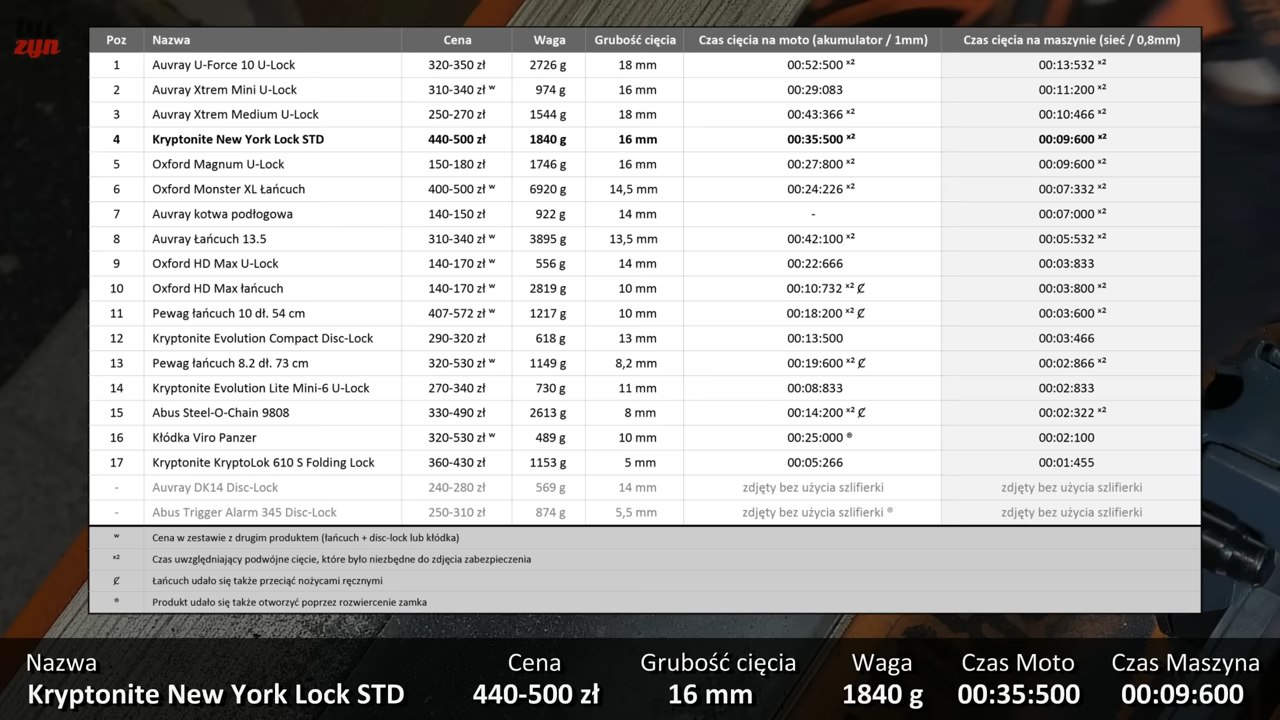 luc
zyn
Poz Nazwa Cena Waga Grubość cięcia Czas cięcia na moto (akumulator / 1mm) Czas cięcia na maszynie (sieć / 0,8mm)
1 Auvray U-Force 10 U-Lock 320-350 zł 2726 g 18 mm 00:52:500 ˣ² 00:13:532 ˣ²
2 Auvray Xtrem Mini U-Lock 310-340 zł ʷ 974 g 16 mm 00:29:083 00:11:200 ˣ²
3 Auvray Xtrem Medium U-Lock 250-270 zł 1544 g 18 mm 00:43:366 ˣ² 00:10:466 ˣ²
4 Kryptonite New York Lock STD 440-500 zł 1840 g 16 mm 00:35:500 ˣ² 00:09:600 ˣ²
5 Oxford Magnum U-Lock 150-180 zł 1746 g 16 mm 00:27:800 ˣ² 00:09:600 ˣ²
6 Oxford Monster XL Łańcuch 400-500 zł ʷ 6920 g 14,5 mm 00:24:226 ˣ² 00:07:332 ˣ²
7 Auvray kotwa podłogowa 140-150 zł 922 g 14 mm - 00:07:000 ˣ²
8 Auvray Łańcuch 13.5 310-340 zł ʷ 3895 g 13,5 mm 00:42:100 ˣ² 00:05:532 ˣ²
9 Oxford HD Max U-Lock 140-170 zł ʷ 556 g 14 mm 00:22:666 00:03:833
10 Oxford HD Max łańcuch 140-170 zł ʷ 2819 g 10 mm 00:10:732 ˣ² Ȼ 00:03:800 ˣ²
11 Pewag łańcuch 10 dł. 54 cm 407-572 zł ʷ 1217 g 10 mm 00:18:200 ˣ² Ȼ 00:03:600 ˣ²
12 Kryptonite Evolution Compact Disc-Lock 290-320 zł 618 g 13 mm 00:13:500 00:03:466
13 Pewag łańcuch 8.2 dł. 73 cm 320-530 zł ʷ 1149 g 8,2 mm 00:19:600 ˣ² Ȼ 00:02:866 ˣ²
14 Kryptonite Evolution Lite Mini-6 U-Lock 270-340 zł 730 g 11 mm 00:08:833 00:02:833
15 Abus Steel-O-Chain 9808 330-490 zł 2613 g 8 mm 00:14:200 ˣ² Ȼ 00:02:322 ˣ²
16 Kłódka Viro Panzer 320-530 zł ʷ 489 g 10 mm 00:25:000 ® 00:02:100
17 Kryptonite KryptoLok 610 S Folding Lock 360-430 zł 1153 g 5 mm 00:05:266 00:01:455
- Auvray DK14 Disc-Lock 240-280 zł 569 g 14 mm zdjęty bez użycia szlifierki zdjęty bez użycia szlifierki
- Abus Trigger Alarm 345 Disc-Lock 250-310 zł 874 g 5,5 mm zdjęty bez użycia szlifierki ® zdjęty bez użycia szlifierki
ʷ Cena w zestawie z drugim produktem (łańcuch + disc-lock lub kłódka)
ˣ² Czas uwzględniający podwójne cięcie, które było niezbędne do zdjęcia zabezpieczenia
Ȼ Łańcuch udało się także przeciąć nożycami ręcznymi
® Produkt udało się także otworzyć poprzez rozwiercenie zamka
Nazwa Cena Grubość cięcia Waga Czas Moto Czas Maszyna
Kryptonite New York Lock STD 440-500 zł 16 mm 1840 g 00:35:500 00:09:600